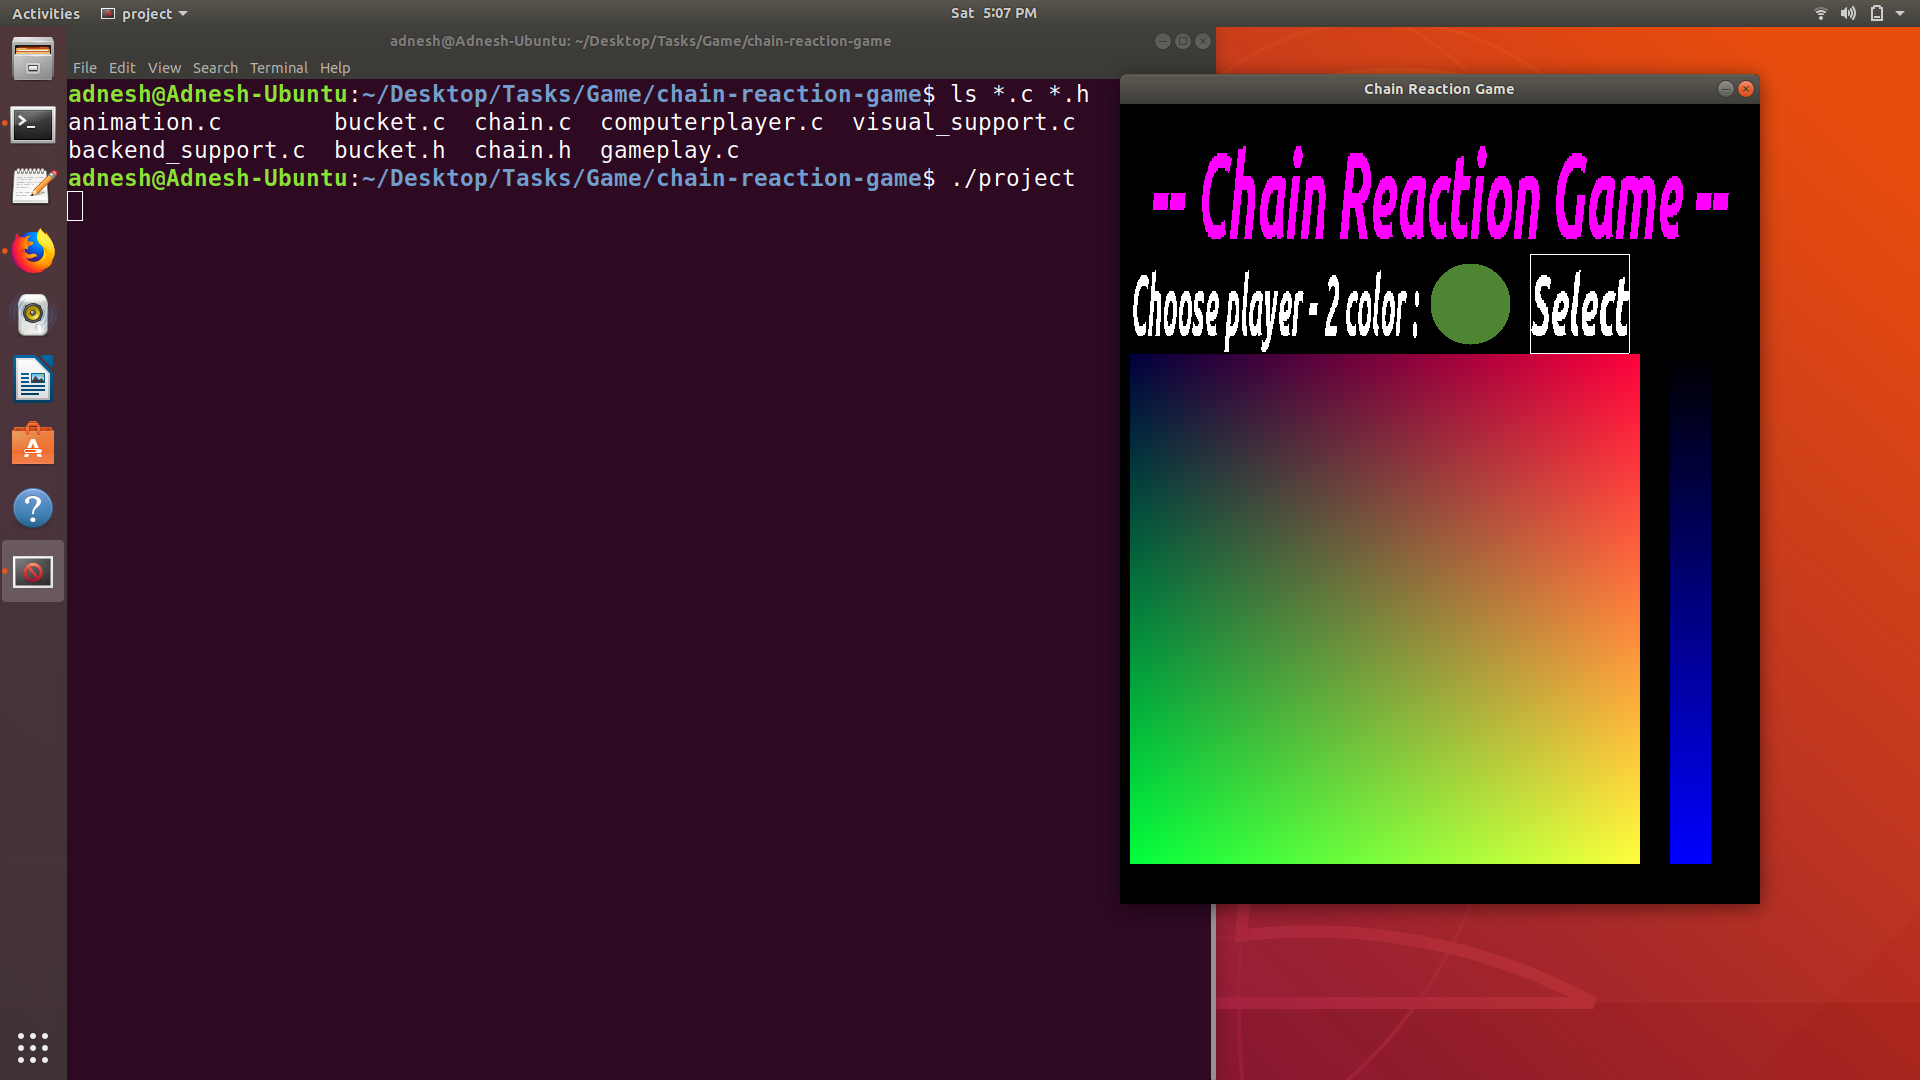 Activities project Sat 5:07 PM
adnesh@Adnesh-Ubuntu: ~/Desktop/Tasks/Game/chain-reaction-game
File Edit View Search Terminal Help
adnesh@Adnesh-Ubuntu:~/Desktop/Tasks/Game/chain-reaction-game$ ls *.c *.h
animation.c bucket.c chain.c computerplayer.c visual_support.c
backend_support.c bucket.h chain.h gameplay.c
adnesh@Adnesh-Ubuntu:~/Desktop/Tasks/Game/chain-reaction-game$ ./project
Chain Reaction Game
-- Chain Reaction Game --
Choose player - 2 color : Select